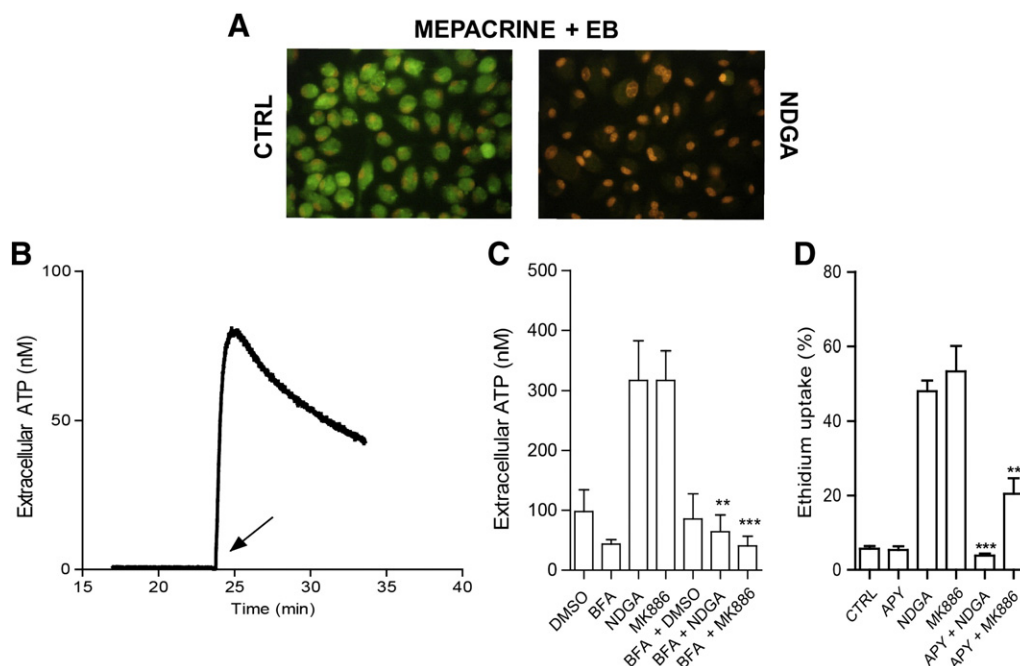 A
MEPACRINE + EB
CTRL
NDGA
B
Extracellular ATP (nM)
100
50
0
15 20 25 30 35 40
Time (min)
C
Extracellular ATP (nM)
500
400
300
200
100
0
** ***
DMSO BFA NDGA MK886 BFA + DMSO BFA + NDGA BFA + MK886
D
Ethidium uptake (%)
80
60
40
20
0
*** **
CTRL APY NDGA MK886 APY + NDGA APY + MK886